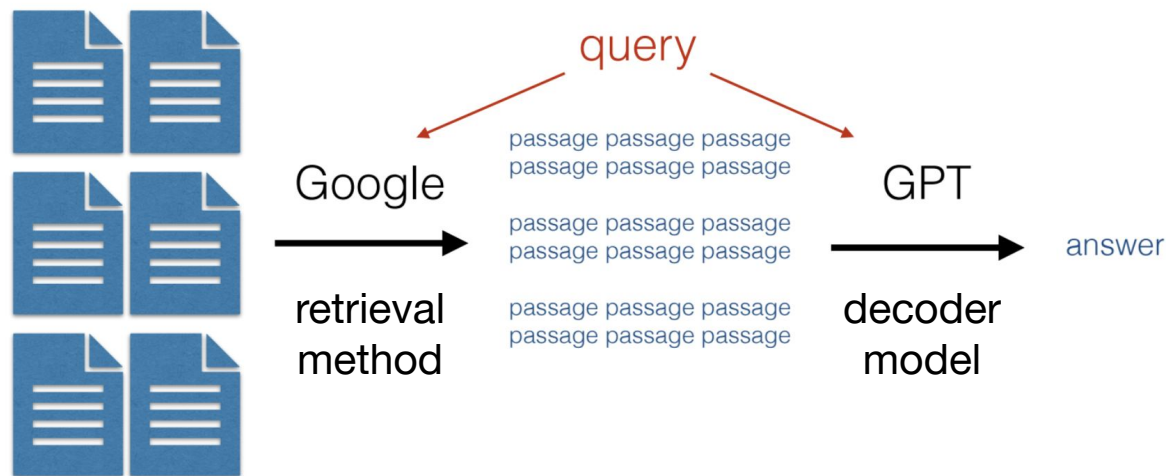 query
Google
retrieval
method
passage passage passage
passage passage passage
passage passage passage
passage passage passage
passage passage passage
passage passage passage
GPT
decoder
model
answer